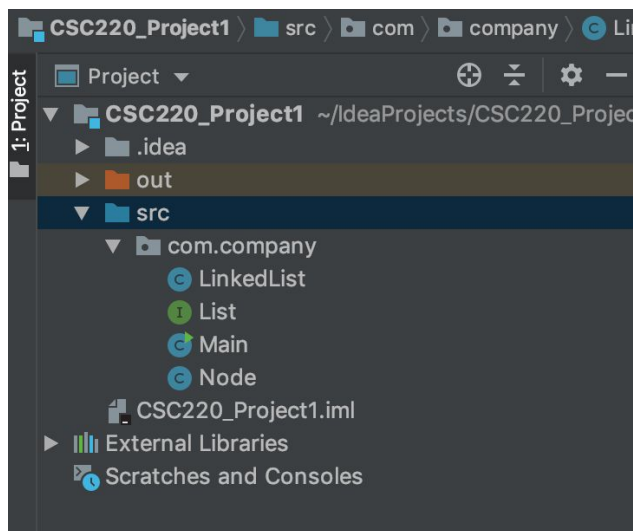 CSC220_Project1 〉 src 〉 com 〉 company 〉 C Li
1: Project
Project
CSC220_Project1 ~/IdeaProjects/CSC220_Projec
.idea
out
src
com.company
C LinkedList
I List
C Main
C Node
CSC220_Project1.iml
External Libraries
Scratches and Consoles